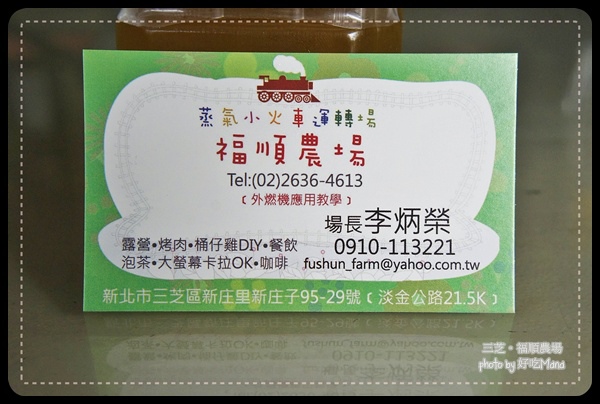 蒸氣小火車運轉場
福順農場
Tel:(02)2636-4613
﹝外燃機應用教學﹞
場長李炳榮
露營•烤肉•桶仔雞DIY•餐飲 0910-113221
泡茶•大螢幕卡拉OK•咖啡 fushun_farm@yahoo.com.tw
新北市三芝區新庄里新庄子95-29號﹝淡金公路21.5K﹞
三芝•福順農場
photo by 好吃Mana